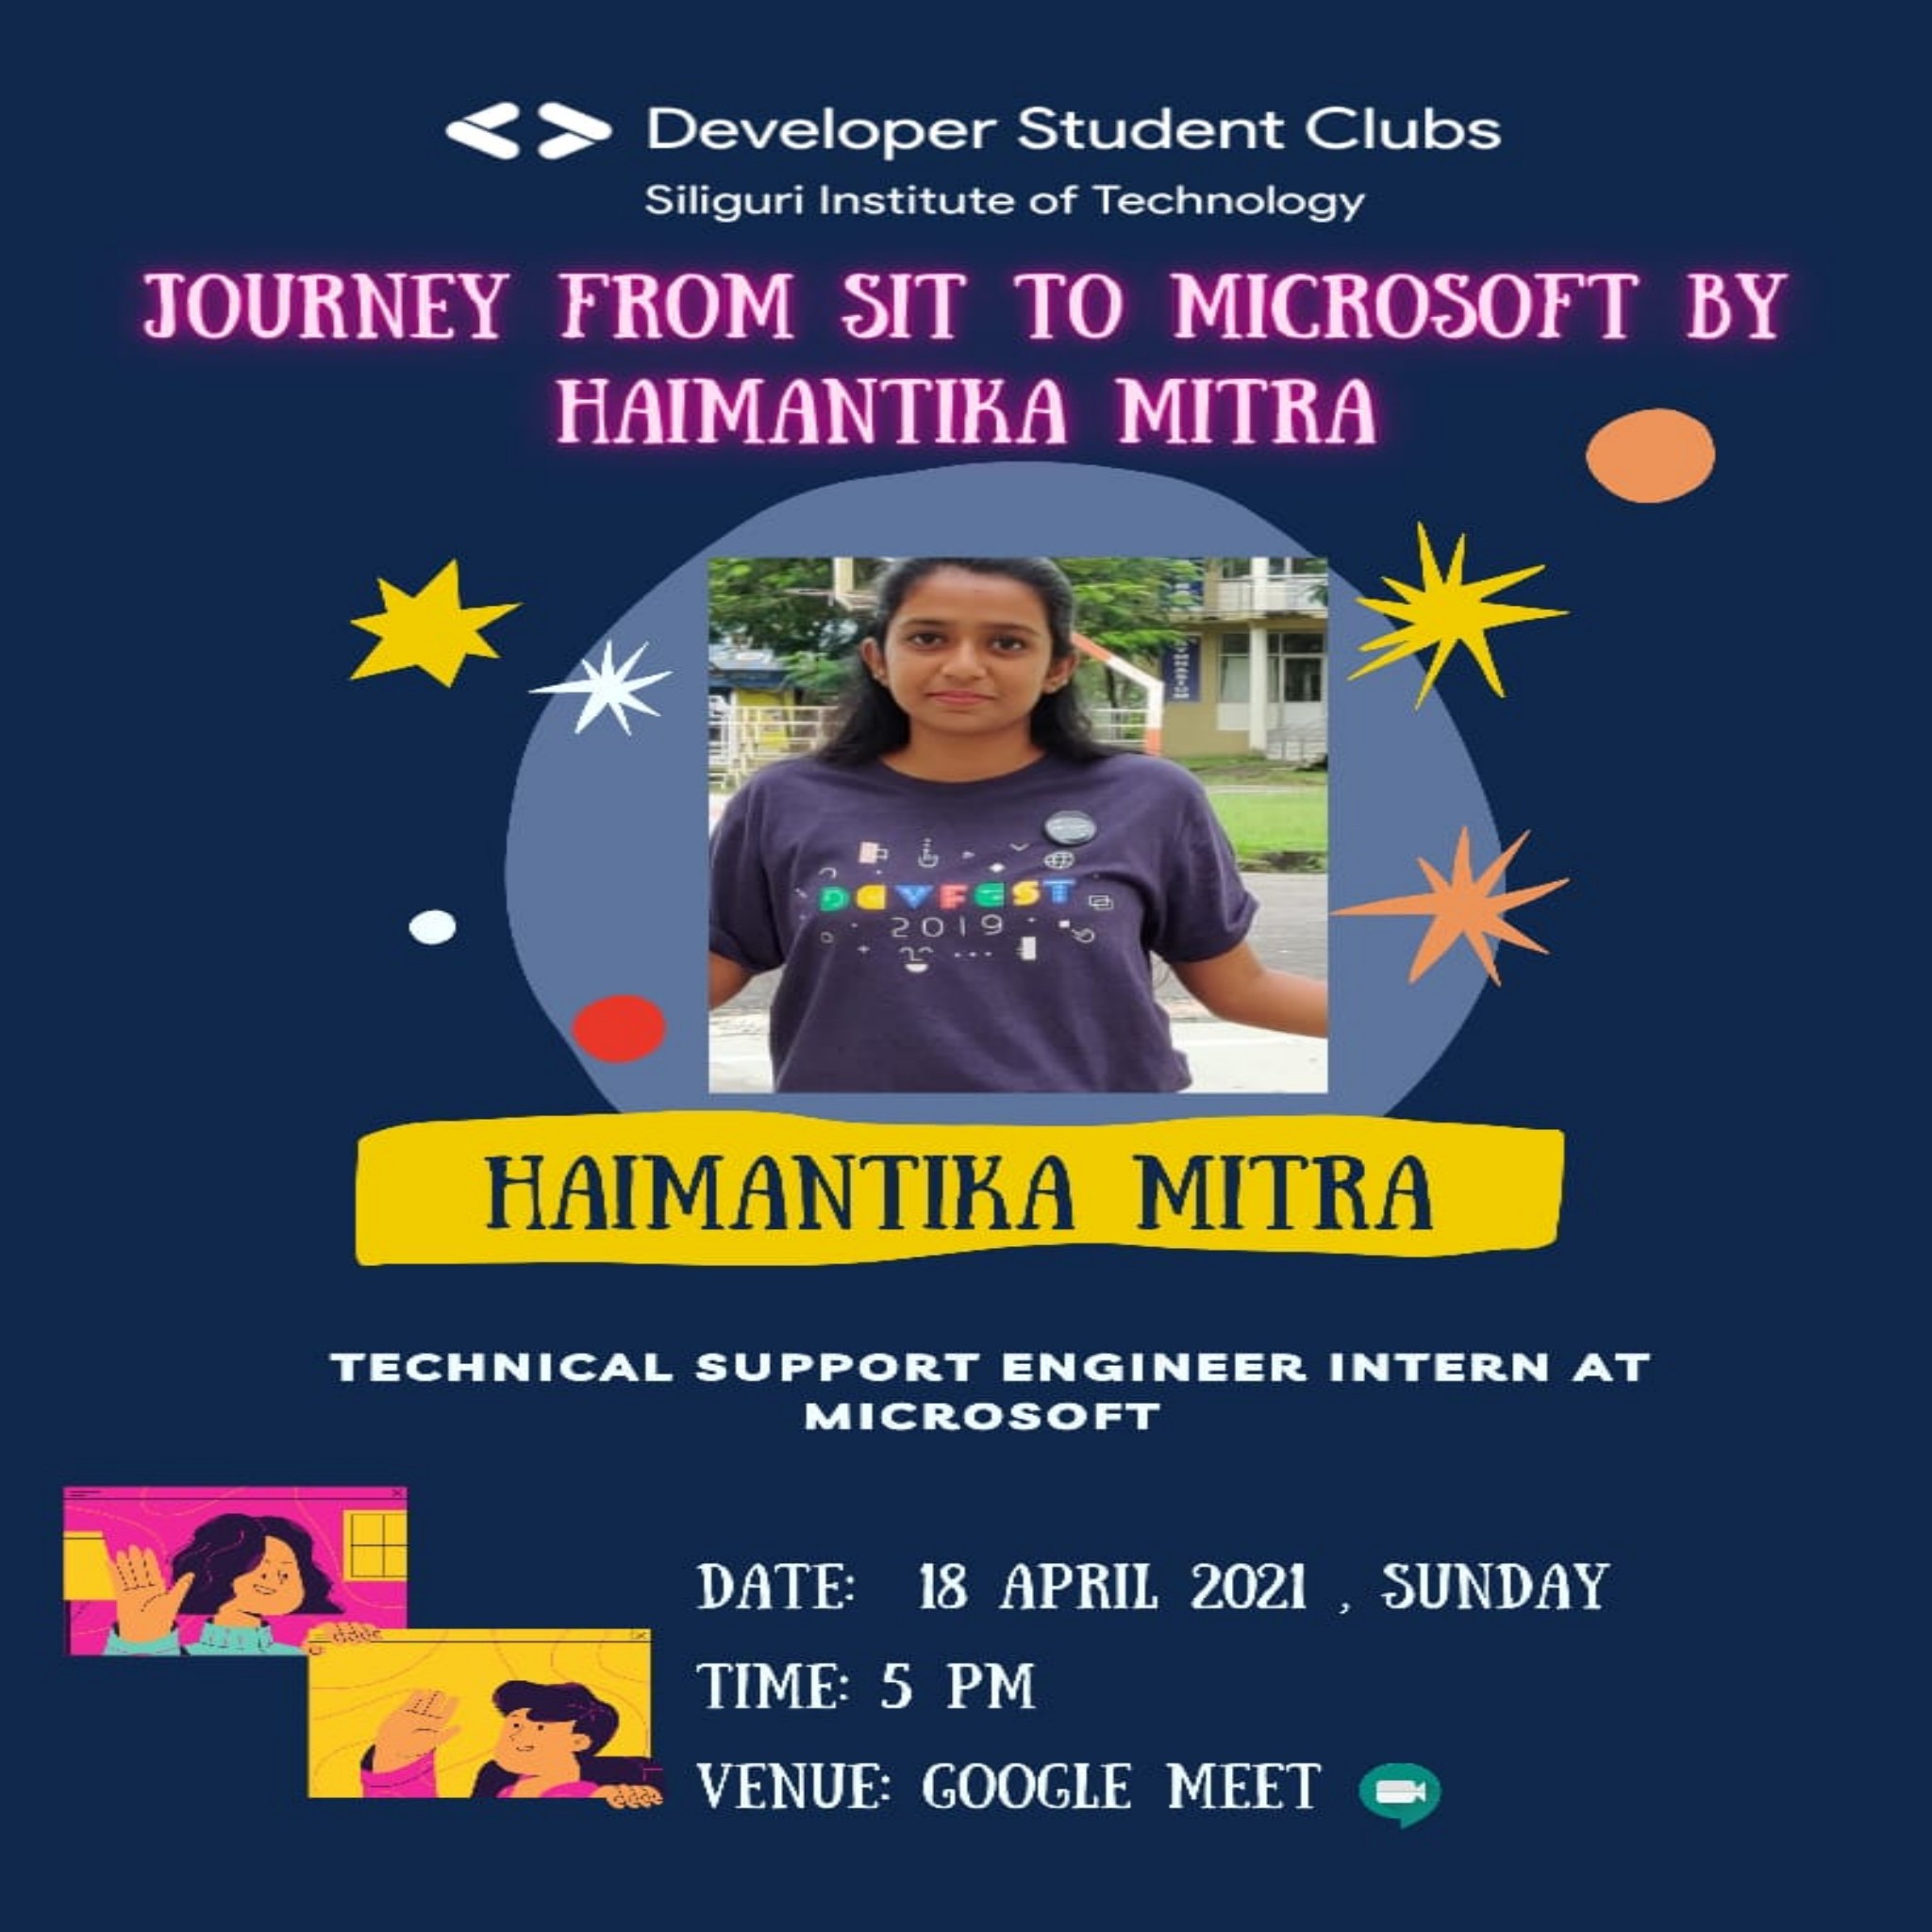 Developer Student Clubs
Siliguri Institute of Technology
JOURNEY FROM SIT TO MICROSOFT BY
HAIMANTIKA MITRA
DEVFEST
2019
HAIMANTIKA MITRA
TECHNICAL SUPPORT ENGINEER INTERN AT
MICROSOFT
DATE: 18 APRIL 2021 , SUNDAY
TIME: 5 PM
VENUE: GOOGLE MEET